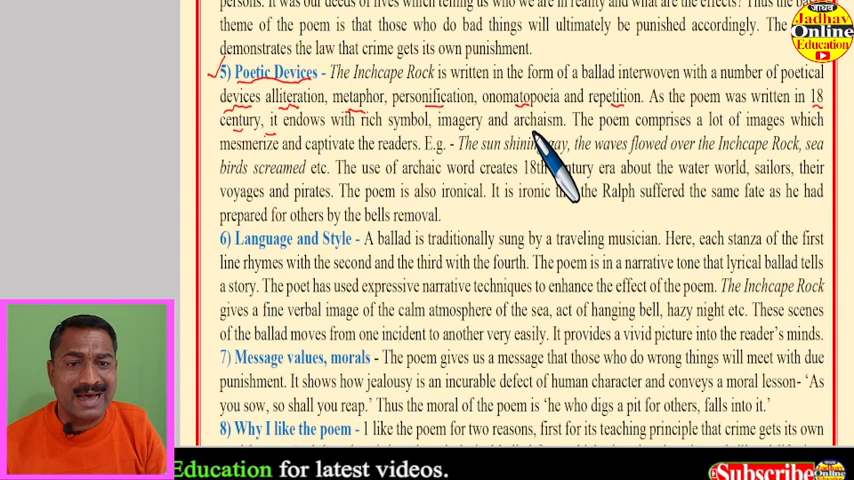 persons. It was our deeds of lives which telling us who we are in reality and what are the effects? Thus the
theme of the poem is that those who do bad things will ultimately be punished accordingly. The
demonstrates the law that crime gets its own punishment.
5) Poetic Devices - The Inchcape Rock is written in the form of a ballad interwoven with a number of poetical
devices alliteration, metaphor, personification, onomatopoeia and repetition. As the poem was written in 18
century, it endows with rich symbol, imagery and archaism. The poem comprises a lot of images which
mesmerize and captivate the readers. E.g. - The sun shining gay, the waves flowed over the Inchcape Rock, sea
birds screamed etc. The use of archaic word creates 18th century era about the water world, sailors, their
voyages and pirates. The poem is also ironical. It is ironic the Ralph suffered the same fate as he had
prepared for others by the bells removal.
6) Language and Style - A ballad is traditionally sung by a traveling musician. Here, each stanza of the first
line rhymes with the second and the third with the fourth. The poem is in a narrative tone that lyrical ballad tells
a story. The poet has used expressive narrative techniques to enhance the effect of the poem. The Inchcape Rock
gives a fine verbal image of the calm atmosphere of the sea, act of hanging bell, hazy night etc. These scenes
of the ballad moves from one incident to another very easily. It provides a vivid picture into the reader's minds.
7) Message values, morals - The poem gives us a message that those who do wrong things will meet with due
punishment. It shows how jealousy is an incurable defect of human character and conveys a moral lesson- 'As
you sow, so shall you reap.' Thus the moral of the poem is 'he who digs a pit for others, falls into it.'
8) Why I like the poem - I like the poem for two reasons, first for its teaching principle that crime gets its own
जाधव
Jadhav
Online
Education
Education for latest videos.
Subscribe